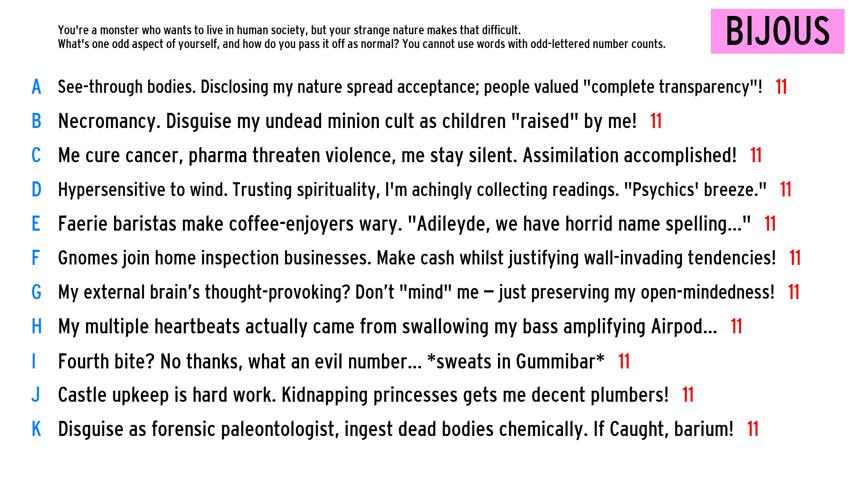 You're a monster who wants to live in human society, but your strange nature makes that difficult.
What's one odd aspect of yourself, and how do you pass it off as normal? You cannot use words with odd-lettered number counts.
BIJOUS
A See-through bodies. Disclosing my nature spread acceptance; people valued "complete transparency"! 11
B Necromancy. Disguise my undead minion cult as children "raised" by me! 11
C Me cure cancer, pharma threaten violence, me stay silent. Assimilation accomplished! 11
D Hypersensitive to wind. Trusting spirituality, I'm achingly collecting readings. "Psychics' breeze." 11
E Faerie baristas make coffee-enjoyers wary. "Adileyde, we have horrid name spelling..." 11
F Gnomes join home inspection businesses. Make cash whilst justifying wall-invading tendencies! 11
G My external brain’s thought-provoking? Don’t "mind" me – just preserving my open-mindedness! 11
H My multiple heartbeats actually came from swallowing my bass amplifying Airpod... 11
I Fourth bite? No thanks, what an evil number... *sweats in Gummibar* 11
J Castle upkeep is hard work. Kidnapping princesses gets me decent plumbers! 11
K Disguise as forensic paleontologist, ingest dead bodies chemically. If Caught, barium! 11